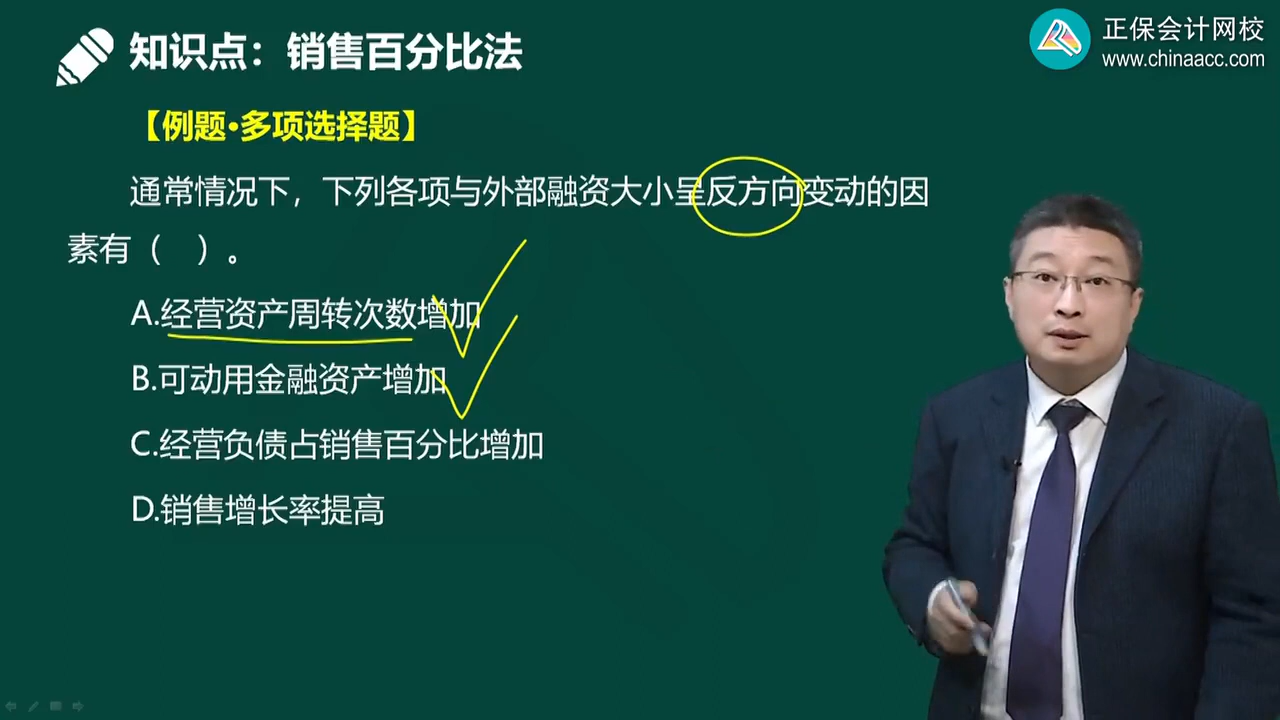 知识点：销售百分比法
正保会计网校
www.chinaacc.com
【例题·多项选择题】
通常情况下，下列各项与外部融资大小呈反方向变动的因
素有（ ）。
A.经营资产周转次数增加
B.可动用金融资产增加
C.经营负债占销售百分比增加
D.销售增长率提高